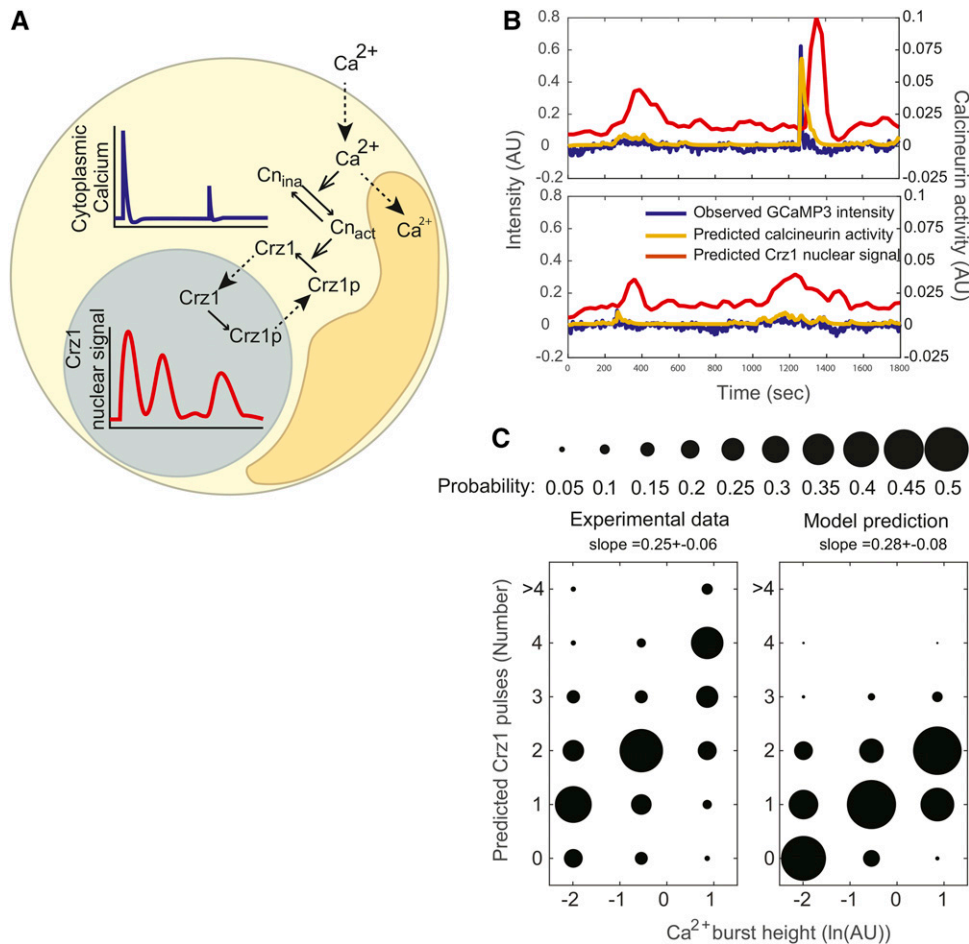 A
Ca2+
Cytoplasmic
Calcium
Ca2+
Cnina
Cnact
Ca2+
Crz1
Crz1p
Crz1
Crz1p
Crz1
nuclear signal
B
Intensity (AU)
Calcineurin activity (AU)
0.8
0.6
0.4
0.2
0
-0.2
0.1
0.075
0.05
0.025
0
-0.025
0.8
0.6
0.4
0.2
0
-0.2
0.1
0.075
0.05
0.025
0
-0.025
Observed GCaMP3 intensity
Predicted calcineurin activity
Predicted Crz1 nuclear signal
0 200 400 600 800 1000 1200 1400 1600 1800
Time (sec)
C
Probability: 0.05 0.1 0.15 0.2 0.25 0.3 0.35 0.4 0.45 0.5
Experimental data
slope =0.25+-0.06
Model prediction
slope =0.28+-0.08
Predicted Crz1 pulses (Number)
>4
4
3
2
1
0
-2 -1 0 1
>4
4
3
2
1
0
-2 -1 0 1
Ca2+ burst height (ln(AU))